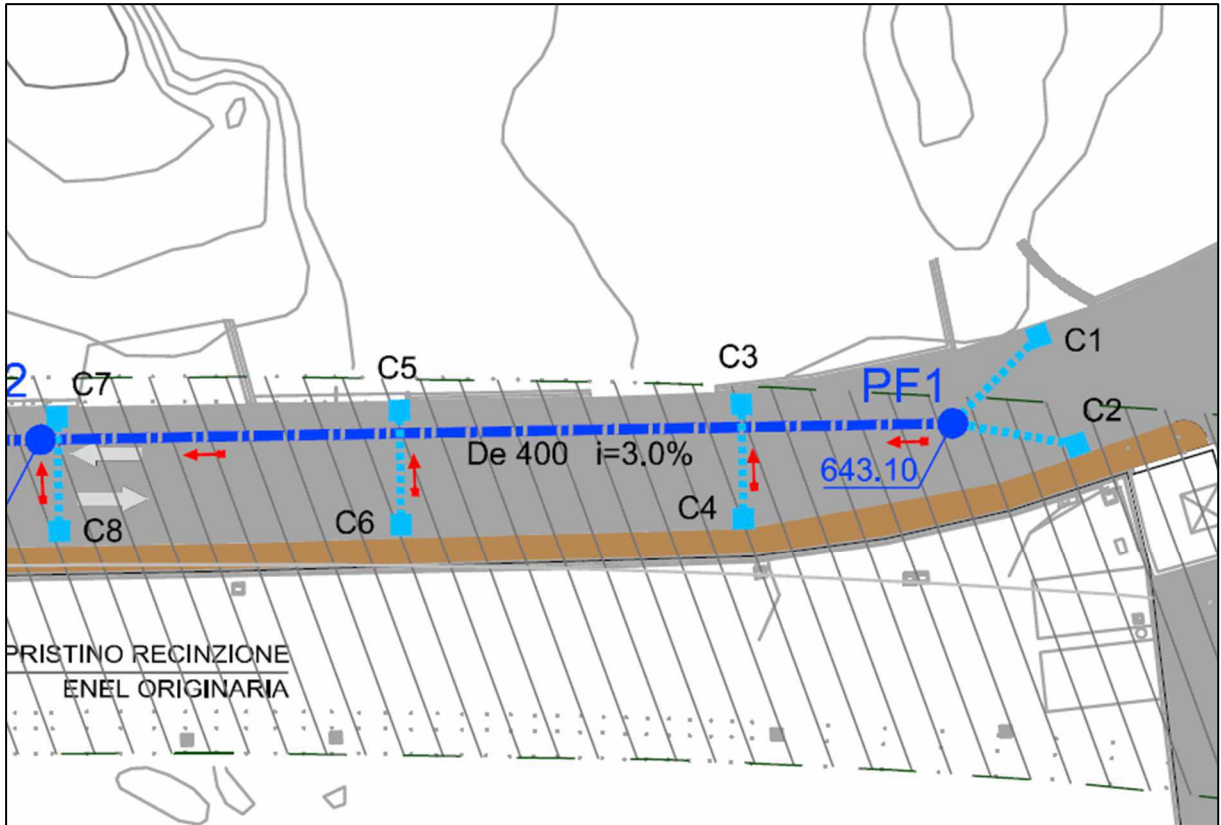 C1
C3
PF1
2
C7
C5
C2
De 400 i=3.0%
643.10
C8
C6
C4
PRISTINO RECINZIONE
ENEL ORIGINARIA